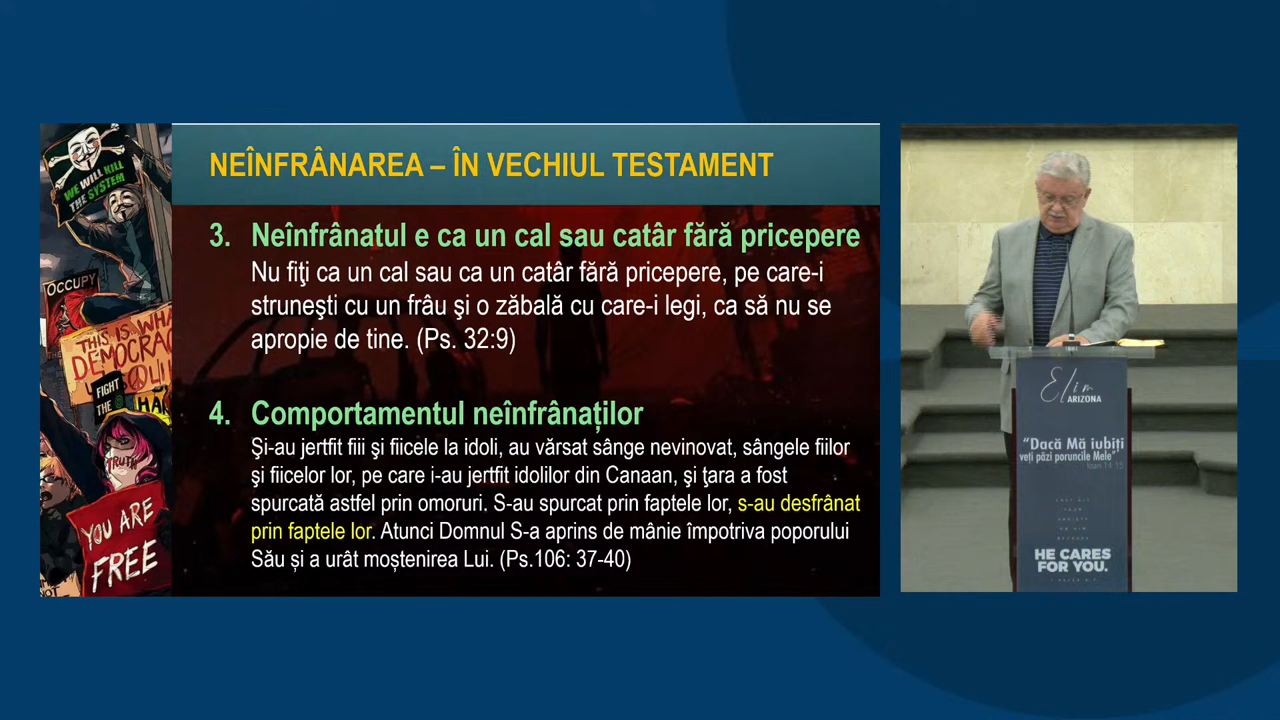 NEÎNFRÂNAREA – ÎN VECHIUL TESTAMENT
3. Neînfrânatul e ca un cal sau catâr fără pricepere
Nu fiţi ca un cal sau ca un catâr fără pricepere, pe care-i
struneşti cu un frâu şi o zăbală cu care-i legi, ca să nu se
apropie de tine. (Ps. 32:9)
4. Comportamentul neînfrânaților
Şi-au jertfit fiii şi fiicele la idoli, au vărsat sânge nevinovat, sângele fiilor
şi fiicelor lor, pe care i-au jertfit idolilor din Canaan, şi ţara a fost
spurcată astfel prin omoruri. S-au spurcat prin faptele lor, s-au desfrânat
prin faptele lor. Atunci Domnul S-a aprins de mânie împotriva poporului
Său și a urât moștenirea Lui. (Ps.106: 37-40)
WE WILL KILL
THE SYSTEM
OCCUPY
THIS IS WHA
DEMOCRAC
FIGHT
THE
TRUTH
YOU ARE
FREE
Elim
ARIZONA
“Dacă Mă iubiți
veți păzi poruncile Mele”
Ioan 14:15
HE CARES
FOR YOU.